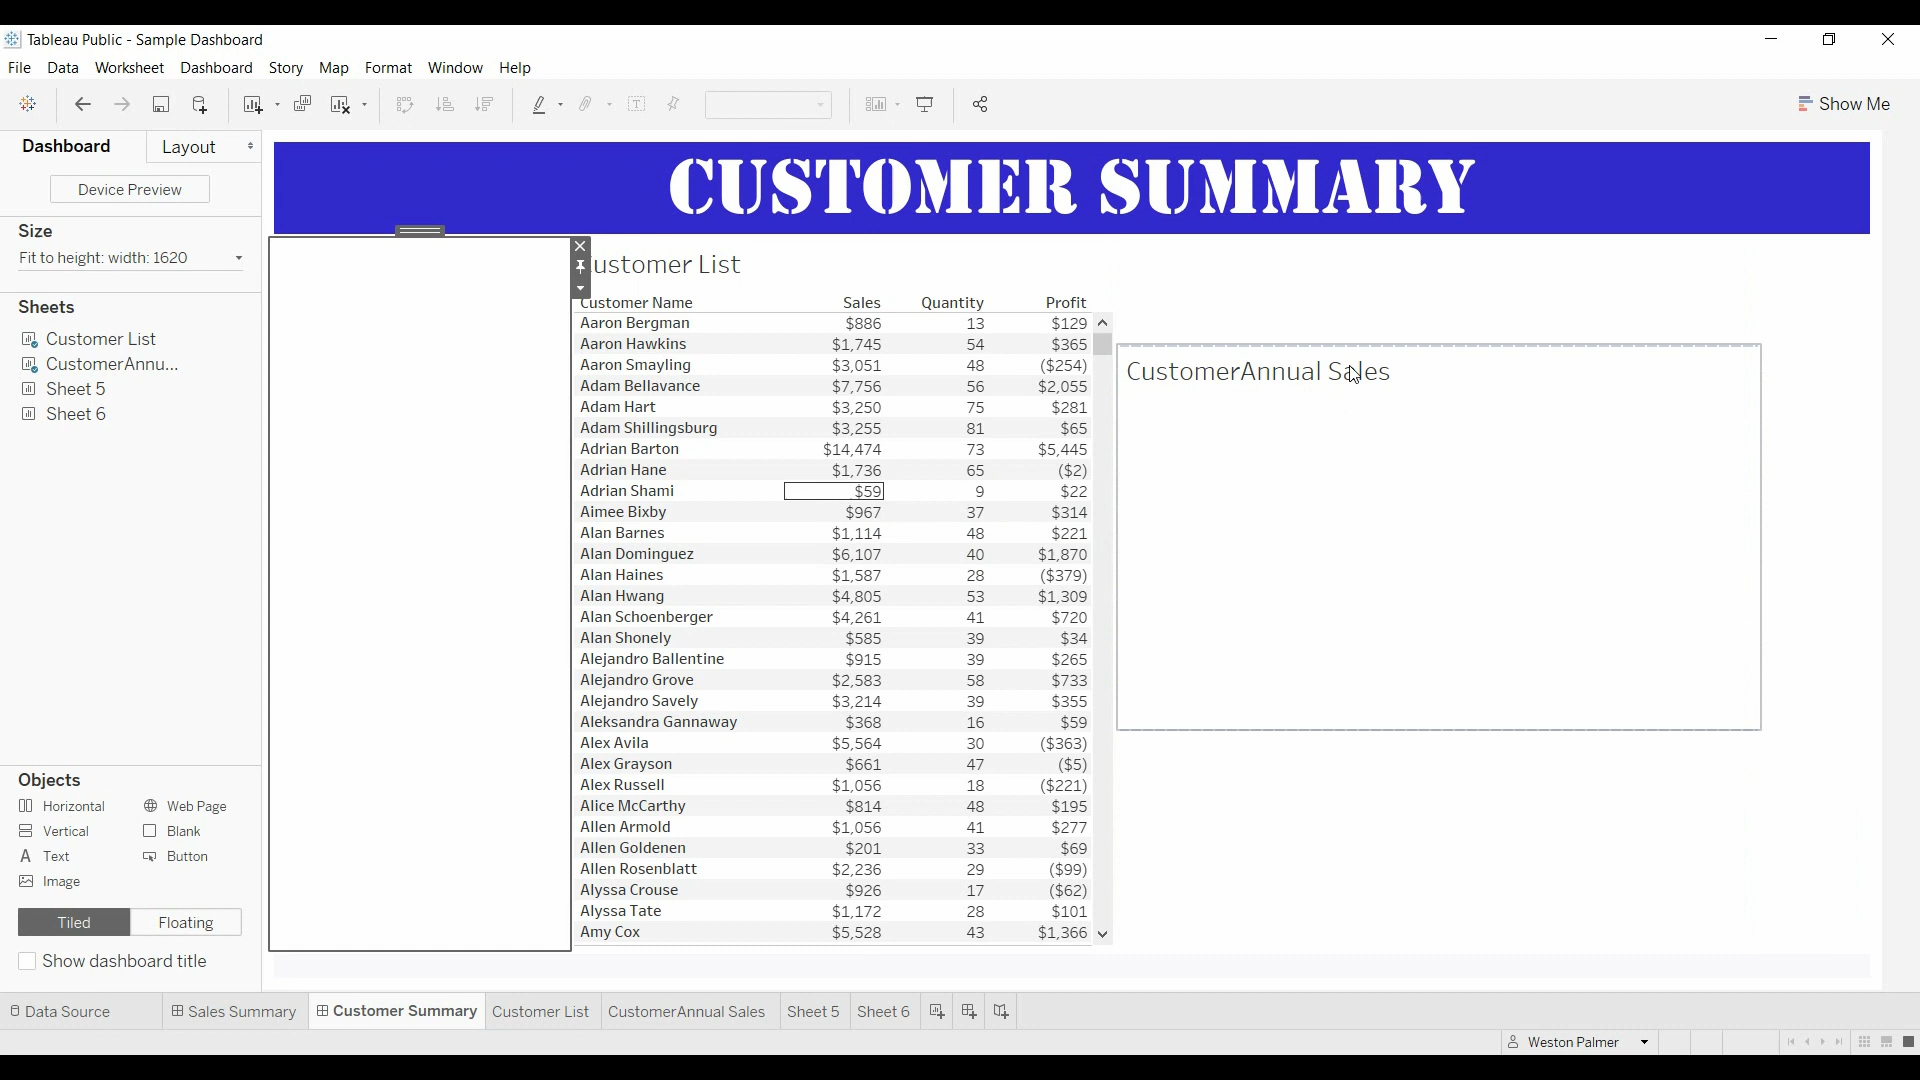 Tableau Public - Sample Dashboard
File Data Worksheet Dashboard Story Map Format Window Help
Show Me
Dashboard Layout
Device Preview
Size
Fit to height: width: 1620
Sheets
Customer List
CustomerAnnu...
Sheet 5
Sheet 6
Objects
Horizontal Web Page
Vertical Blank
Text Button
Image
Tiled Floating
Show dashboard title
CUSTOMER SUMMARY
Customer List
Customer Name Sales Quantity Profit
Aaron Bergman $886 13 $129
Aaron Hawkins $1,745 54 $365
Aaron Smayling $3,051 48 ($254)
Adam Bellavance $7,756 56 $2,055
Adam Hart $3,250 75 $281
Adam Shillingsburg $3,255 81 $65
Adrian Barton $14,474 73 $5,445
Adrian Hane $1,736 65 ($2)
Adrian Shami $59 9 $22
Aimee Bixby $967 37 $314
Alan Barnes $1,114 48 $221
Alan Dominguez $6,107 40 $1,870
Alan Haines $1,587 28 ($379)
Alan Hwang $4,805 53 $1,309
Alan Schoenberger $4,261 41 $720
Alan Shonely $585 39 $34
Alejandro Ballentine $915 39 $265
Alejandro Grove $2,583 58 $733
Alejandro Savely $3,214 39 $355
Aleksandra Gannaway $368 16 $59
Alex Avila $5,564 30 ($363)
Alex Grayson $661 47 ($5)
Alex Russell $1,056 18 ($221)
Alice McCarthy $814 48 $195
Allen Armold $1,056 41 $277
Allen Goldenen $201 33 $69
Allen Rosenblatt $2,236 29 ($99)
Alyssa Crouse $926 17 ($62)
Alyssa Tate $1,172 28 $101
Amy Cox $5,528 43 $1,366
CustomerAnnual Sales
Data Source Sales Summary Customer Summary Customer List CustomerAnnual Sales Sheet 5 Sheet 6
Weston Palmer